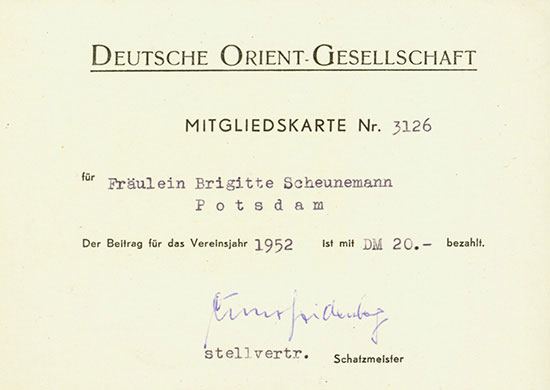 DEUTSCHE ORIENT-GESELLSCHAFT
MITGLIEDSKARTE Nr. 3126
für Fräulein Brigitte Scheunemann
Potsdam
Der Beitrag für das Vereinsjahr 1952 ist mit DM 20.- bezahlt.
stellvertr. Schatzmeister